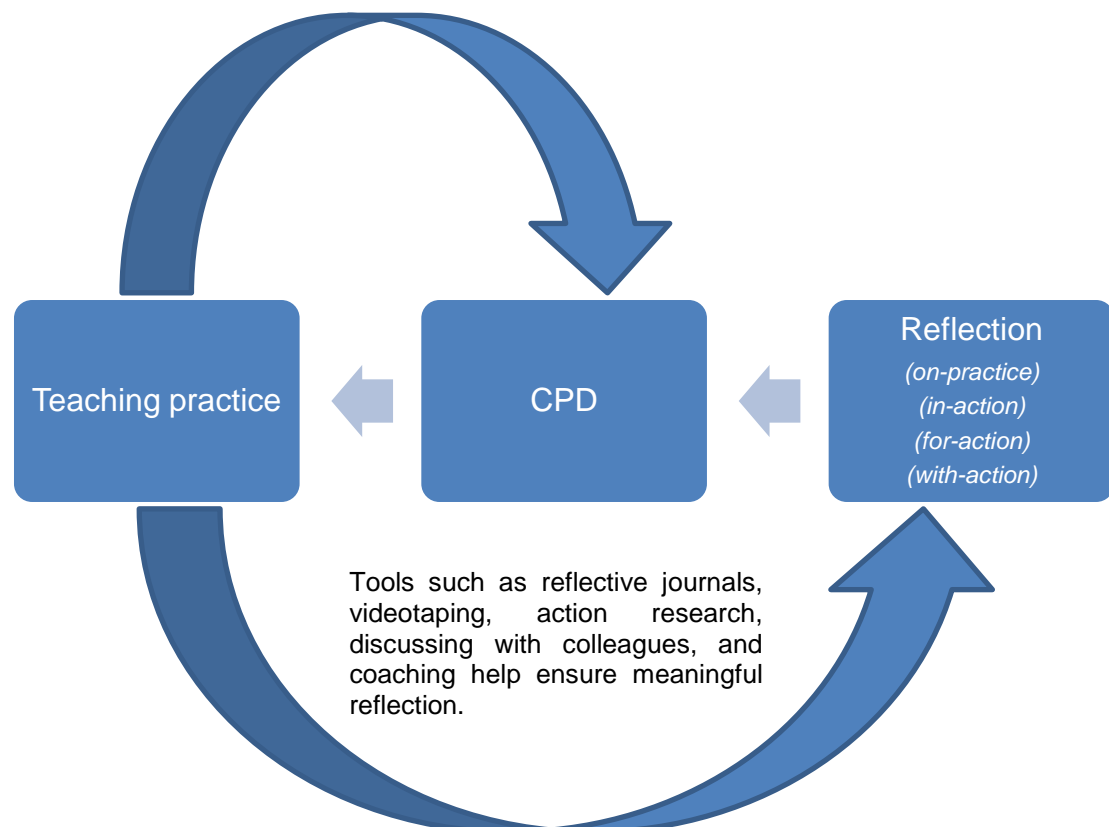 Teaching practice
CPD
Reflection
(on-practice)
(in-action)
(for-action)
(with-action)
Tools such as reflective journals,
videotaping, action research,
discussing with colleagues, and
coaching help ensure meaningful
reflection.